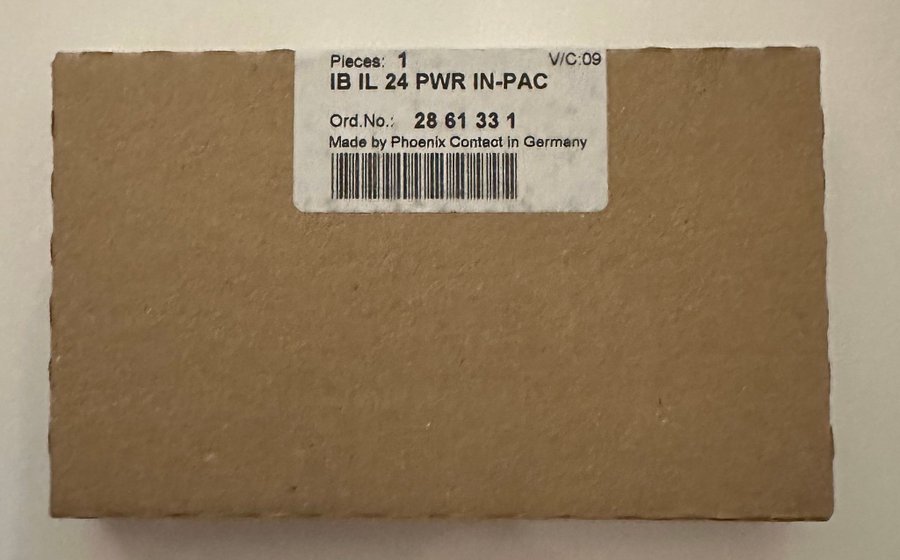 Pieces: 1 V/C:09
IB IL 24 PWR IN-PAC
Ord.No.: 28 61 33 1
Made by Phoenix Contact in Germany